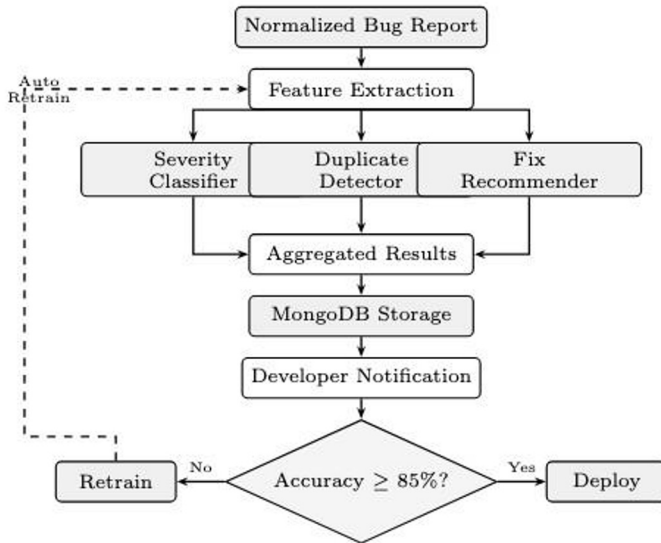 Normalized Bug Report
Auto
Retrain
Feature Extraction
Severity
Classifier
Duplicate
Detector
Fix
Recommender
Aggregated Results
MongoDB Storage
Developer Notification
Accuracy ≥ 85%?
No
Yes
Retrain
Deploy